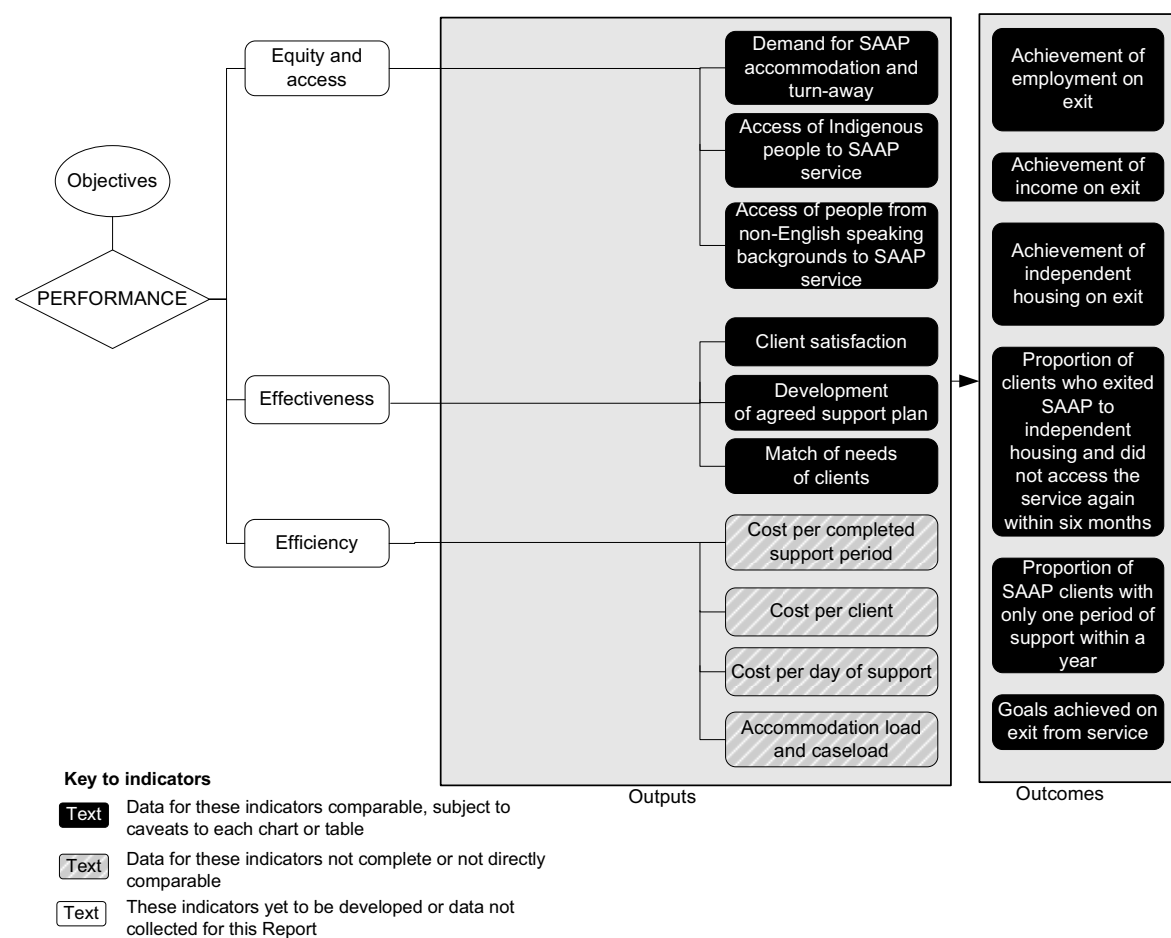 Objectives
PERFORMANCE
Equity and
access
Effectiveness
Efficiency
Demand for SAAP
accommodation and
turn-away
Access of Indigenous
people to SAAP
service
Access of people from
non-English speaking
backgrounds to SAAP
service
Client satisfaction
Development
of agreed support plan
Match of needs
of clients
Cost per completed
support period
Cost per client
Cost per day of support
Accommodation load
and caseload
Outputs
Achievement of
employment on
exit
Achievement of
income on exit
Achievement of
independent
housing on exit
Proportion of
clients who exited
SAAP to
independent
housing and did
not access the
service again
within six months
Proportion of
SAAP clients with
only one period of
support within a
year
Goals achieved on
exit from service
Outcomes
Key to indicators
Text
Data for these indicators comparable, subject to
caveats to each chart or table
Text
Data for these indicators not complete or not directly
comparable
Text
These indicators yet to be developed or data not
collected for this Report